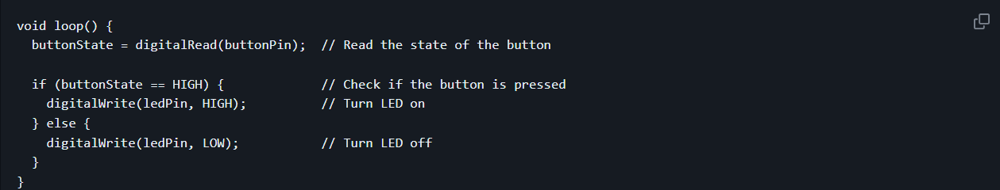 void loop() {
  buttonState = digitalRead(buttonPin);  // Read the state of the button
  if (buttonState == HIGH) {             // Check if the button is pressed
    digitalWrite(ledPin, HIGH);          // Turn LED on
  } else {
    digitalWrite(ledPin, LOW);           // Turn LED off
  }
}